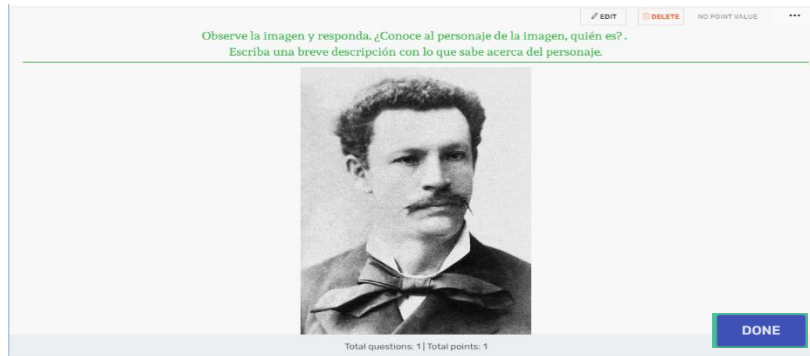 EDIT DELETE NO POINT VALUE •••
Observe la imagen y responda. ¿Conoce al personaje de la imagen, quién es? .
Escriba una breve descripción con lo que sabe acerca del personaje.
DONE
Total questions: 1 | Total points: 1